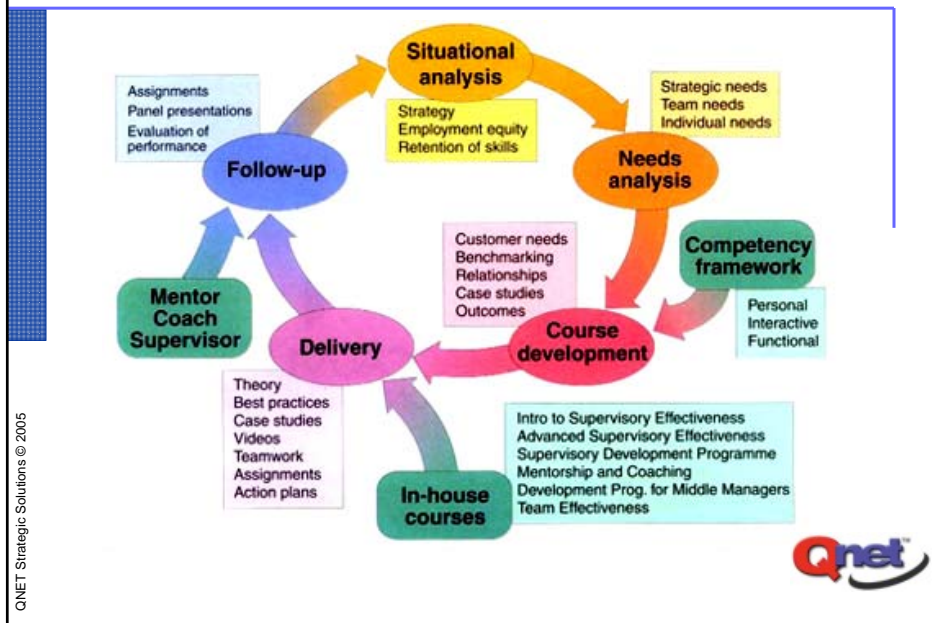 Situational
analysis
Strategy
Employment equity
Retention of skills
Strategic needs
Team needs
Individual needs
Needs
analysis
Competency
framework
Personal
Interactive
Functional
Customer needs
Benchmarking
Relationships
Case studies
Outcomes
Course
development
Intro to Supervisory Effectiveness
Advanced Supervisory Effectiveness
Supervisory Development Programme
Mentorship and Coaching
Development Prog. for Middle Managers
Team Effectiveness
In-house
courses
Delivery
Theory
Best practices
Case studies
Videos
Teamwork
Assignments
Action plans
Mentor
Coach
Supervisor
Follow-up
Assignments
Panel presentations
Evaluation of
performance
QNET Strategic Solutions © 2005
Qnet™